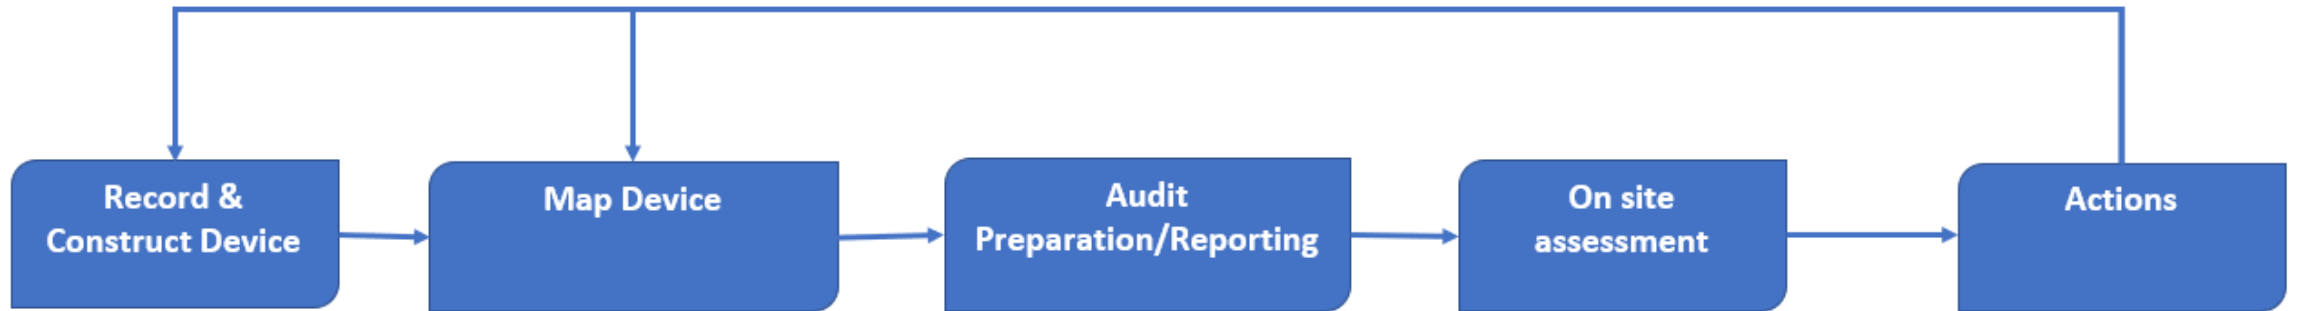 Record &
Construct Device
Map Device
Audit
Preparation/Reporting
On site
assessment
Actions